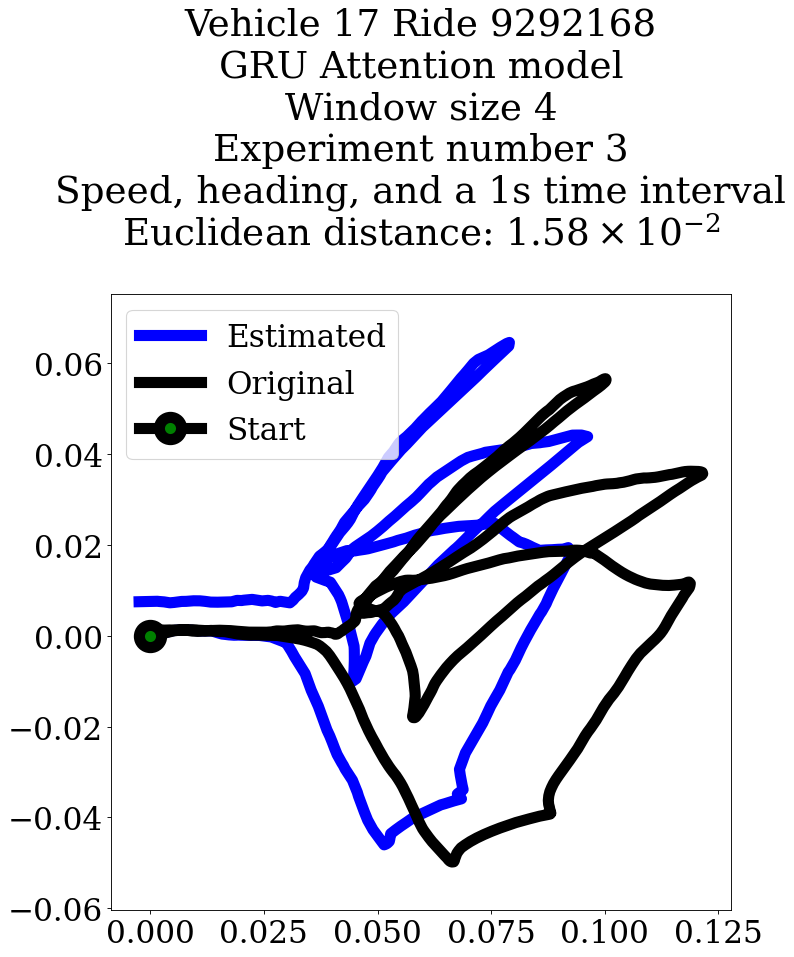 Vehicle 17 Ride 9292168
GRU Attention model
Window size 4
Experiment number 3
Speed, heading, and a 1s time interval
Euclidean distance: 1.58 × 10⁻²
Estimated
Original
Start
0.06
0.04
0.02
0.00
−0.02
−0.04
−0.06
0.000 0.025 0.050 0.075 0.100 0.125